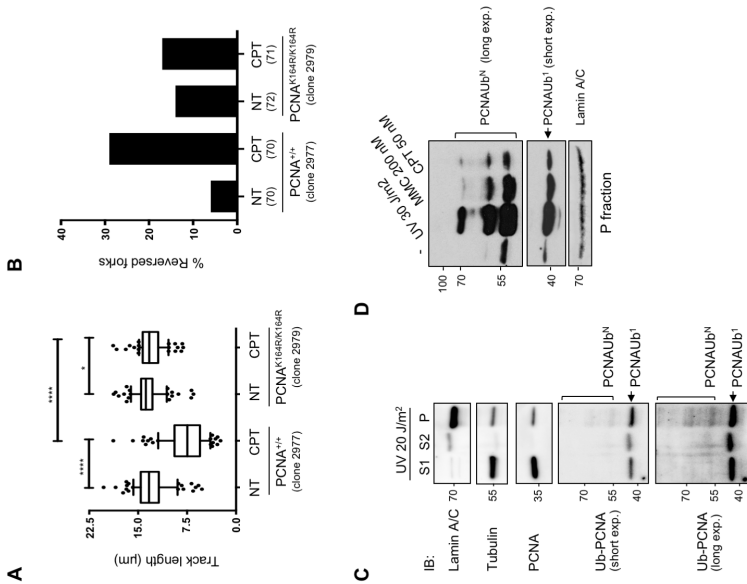 A
Track length (μm)
22.5
15.0
7.5
0.0
****
****
*
NT
CPT
NT
CPT
PCNA+/+
(clone 2977)
PCNAK164R/K164R
(clone 2979)
B
% Reversed forks
40
30
20
10
0
NT
(70)
CPT
(70)
NT
(72)
CPT
(71)
PCNA+/+
(clone 2977)
PCNAK164R/K164R
(clone 2979)
C
UV 20 J/m2
IB:
S1
S2
P
Lamin A/C
70
Tubulin
55
PCNA
35
Ub-PCNA
(short exp.)
70
55
40
PCNAUbN
PCNAUb1
Ub-PCNA
(long exp.)
70
55
40
PCNAUbN
PCNAUb1
D
-
UV 30 J/m2
MMC 200 nM
CPT 50 nM
100
70
55
PCNAUbN (long exp.)
40
PCNAUb1 (short exp.)
70
Lamin A/C
P fraction